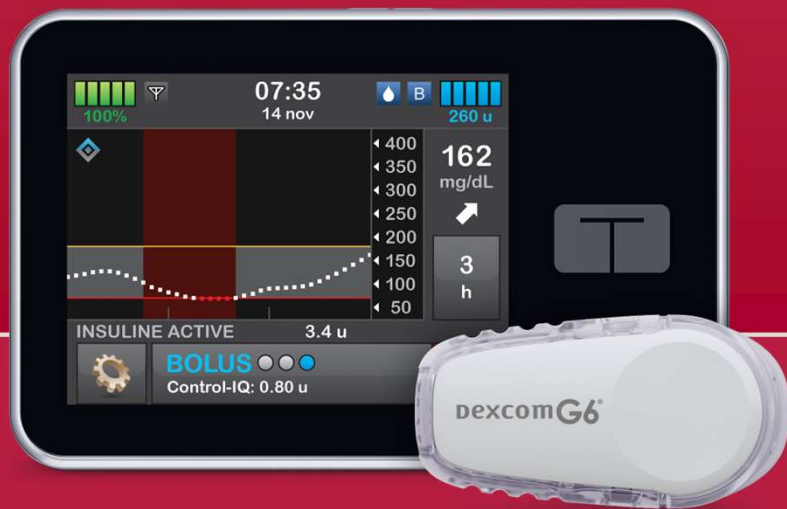 07:35
14 nov
100%
B
260 u
400
350
300
250
200
150
100
50
162
mg/dL
3
h
INSULINE ACTIVE 3.4 u
BOLUS
Control-IQ: 0.80 u
T
Dexcom G6®